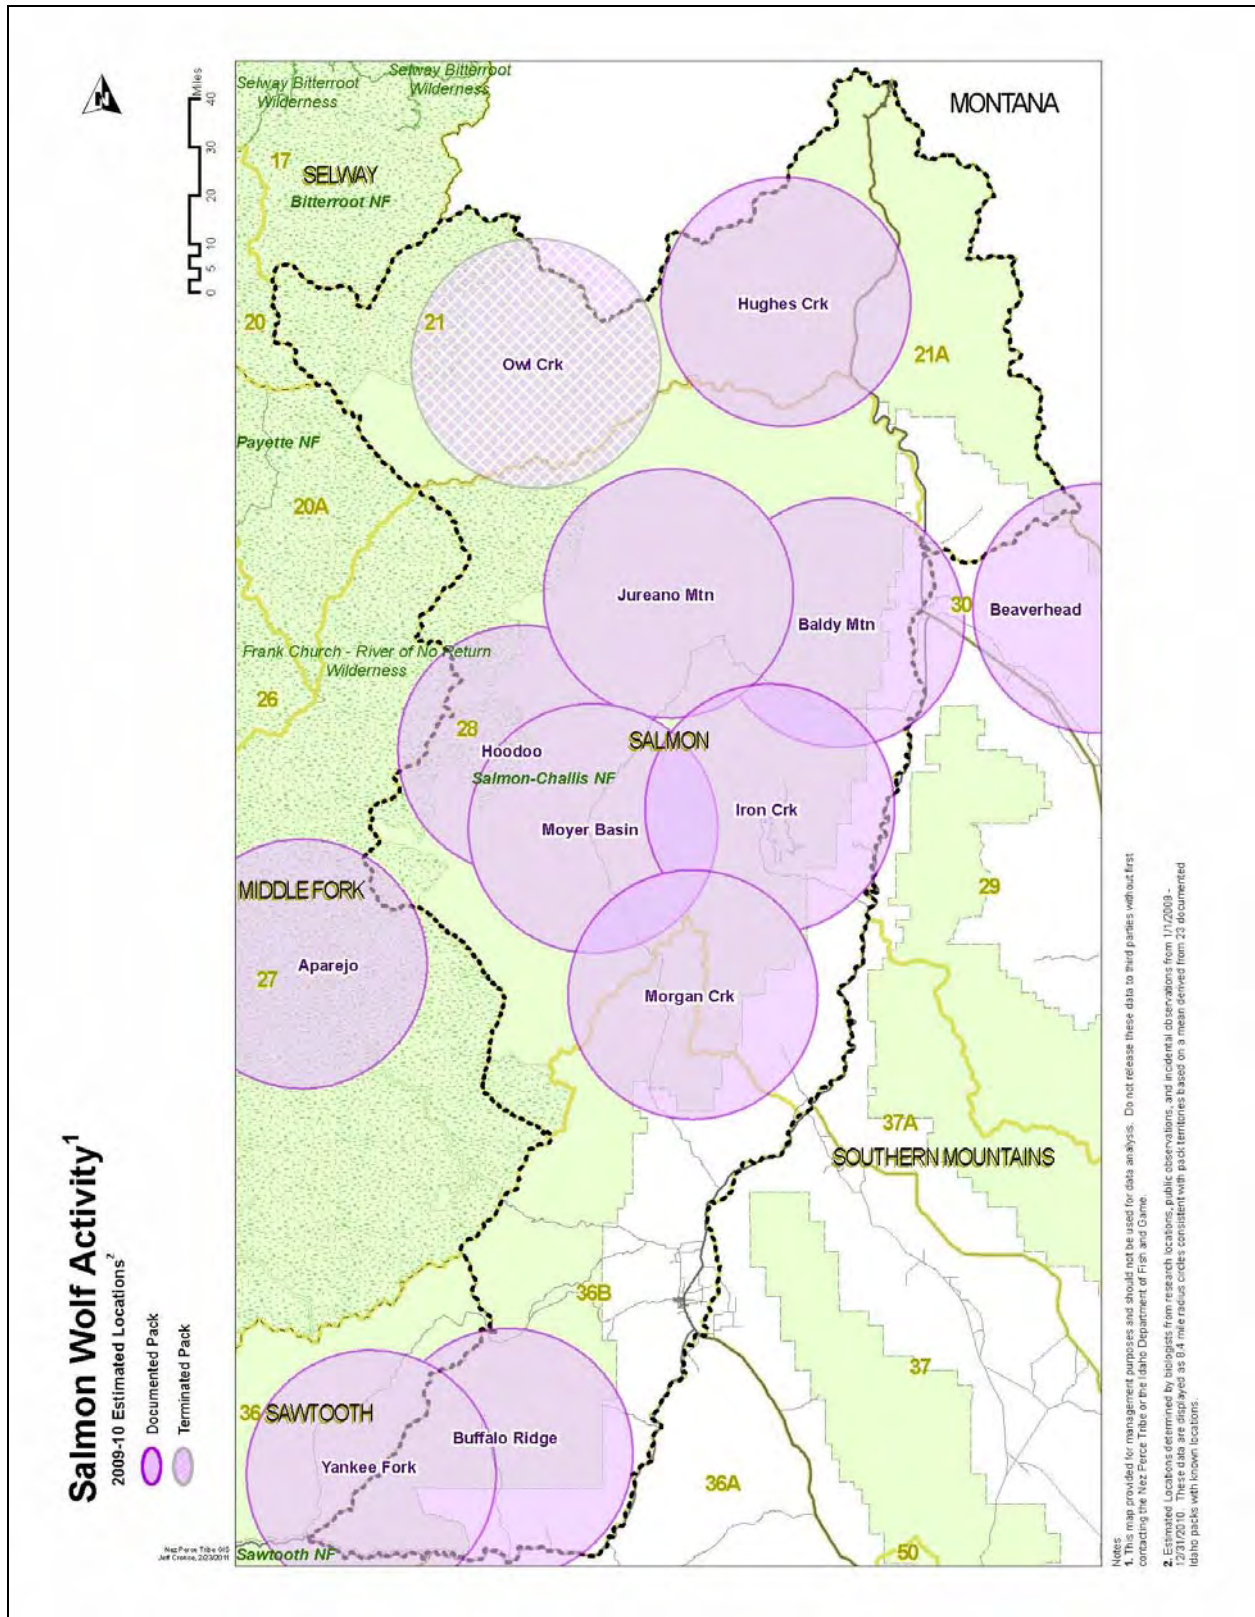 Salmon Wolf Activity1
2009-10 Estimated Locations2
Documented Pack
Terminated Pack
Nez Perce Tribe GIS
Jeff Cronce, 2/23/2011
0 5 10 20 30 40
Miles
N
Selway Bitterroot
Wilderness
Selway Bitterroot
Wilderness
MONTANA
17
SELWAY
Bitterroot NF
Hughes Crk
20
21
21A
Owl Crk
Payette NF
20A
Jureano Mtn
30
Beaverhead
Baldy Mtn
Frank Church - River of No Return
Wilderness
26
28
SALMON
Hoodoo
Salmon-Challis NF
Iron Crk
Moyer Basin
MIDDLE FORK
29
Aparejo
27
Morgan Crk
37A
SOUTHERN MOUNTAINS
36B
37
36
SAWTOOTH
Buffalo Ridge
Yankee Fork
36A
Sawtooth NF
50
Notes
1. This map provided for management purposes and should not be used for data analysis. Do not release these data to third parties without first
contacting the Nez Perce Tribe or the Idaho Department of Fish and Game.
2. Estimated Locations determined by biologists from research locations, public observations, and incidental observations from 1/1/2009 -
12/31/2010. These data are displayed as 8.4 mile radius circles consistent with pack territories based on a mean derived from 23 documented
Idaho packs with known locations.